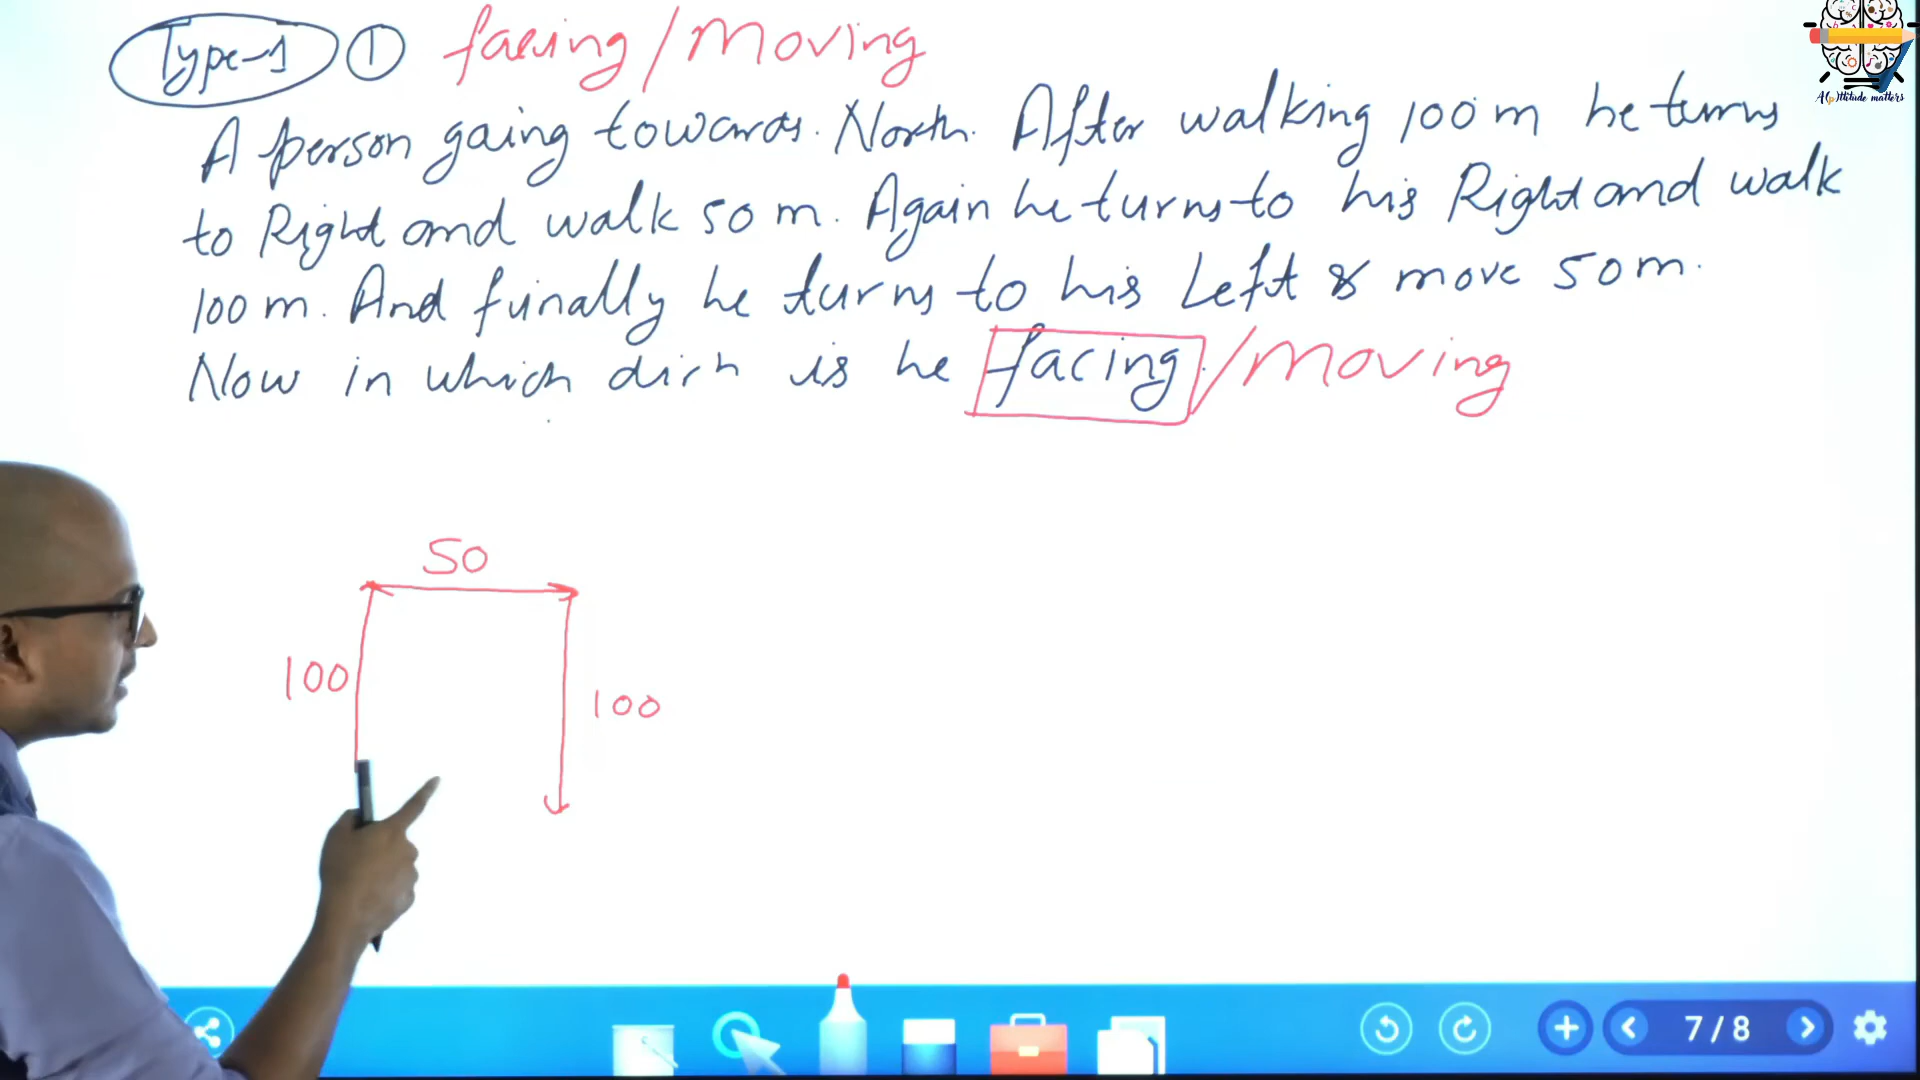 Type-1 ① facing/Moving
A person going towards. North. After walking 100 m he turns
to Right and walk 50 m. Again he turns to his Right and walk
100 m. And finally he turns to his Left & move 50 m.
Now in which dirn is he facing/Moving
50
100
100
A(p)ttitude matters
7 / 8